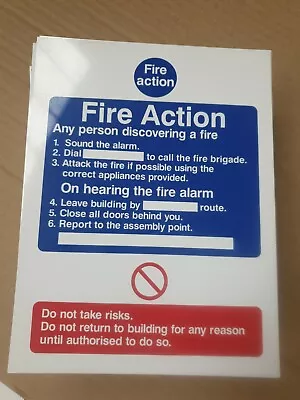 Fire
action
Fire Action
Any person discovering a fire
1. Sound the alarm.
2. Dial to call the fire brigade.
3. Attack the fire if possible using the
correct appliances provided.
On hearing the fire alarm
4. Leave building by route.
5. Close all doors behind you.
6. Report to the assembly point.
Do not take risks.
Do not return to building for any reason
until authorised to do so.